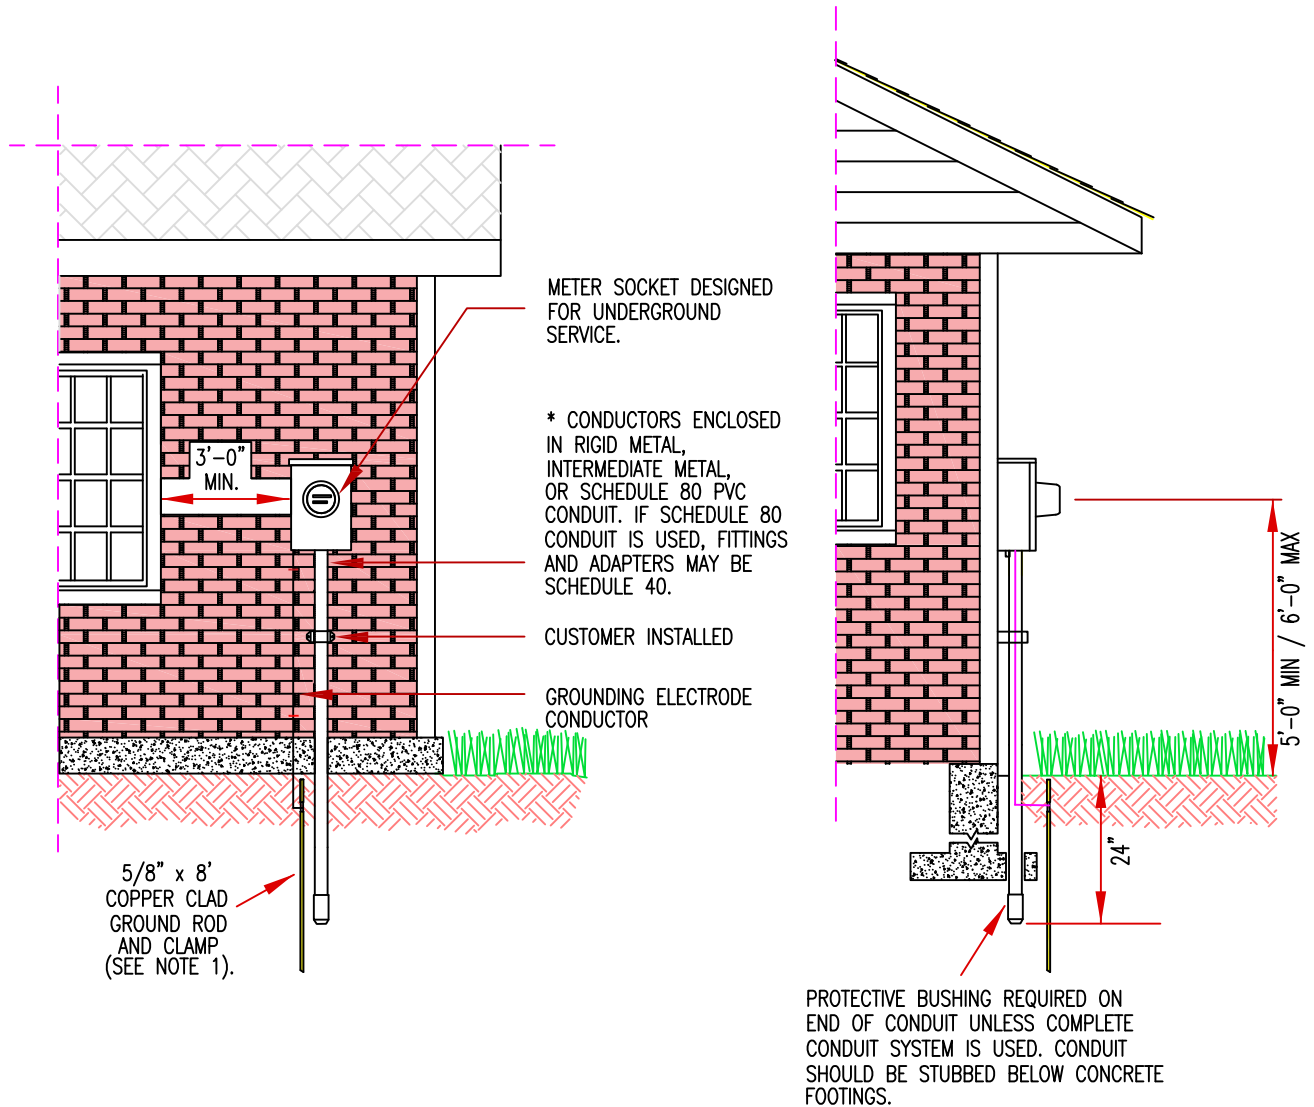 METER SOCKET DESIGNED
FOR UNDERGROUND
SERVICE.
* CONDUCTORS ENCLOSED
IN RIGID METAL,
INTERMEDIATE METAL,
OR SCHEDULE 80 PVC
CONDUIT. IF SCHEDULE 80
CONDUIT IS USED, FITTINGS
AND ADAPTERS MAY BE
SCHEDULE 40.
3'-0"
MIN.
CUSTOMER INSTALLED
GROUNDING ELECTRODE
CONDUCTOR
5/8" x 8'
COPPER CLAD
GROUND ROD
AND CLAMP
(SEE NOTE 1).
5'-0" MIN / 6'-0" MAX
24"
PROTECTIVE BUSHING REQUIRED ON
END OF CONDUIT UNLESS COMPLETE
CONDUIT SYSTEM IS USED. CONDUIT
SHOULD BE STUBBED BELOW CONCRETE
FOOTINGS.